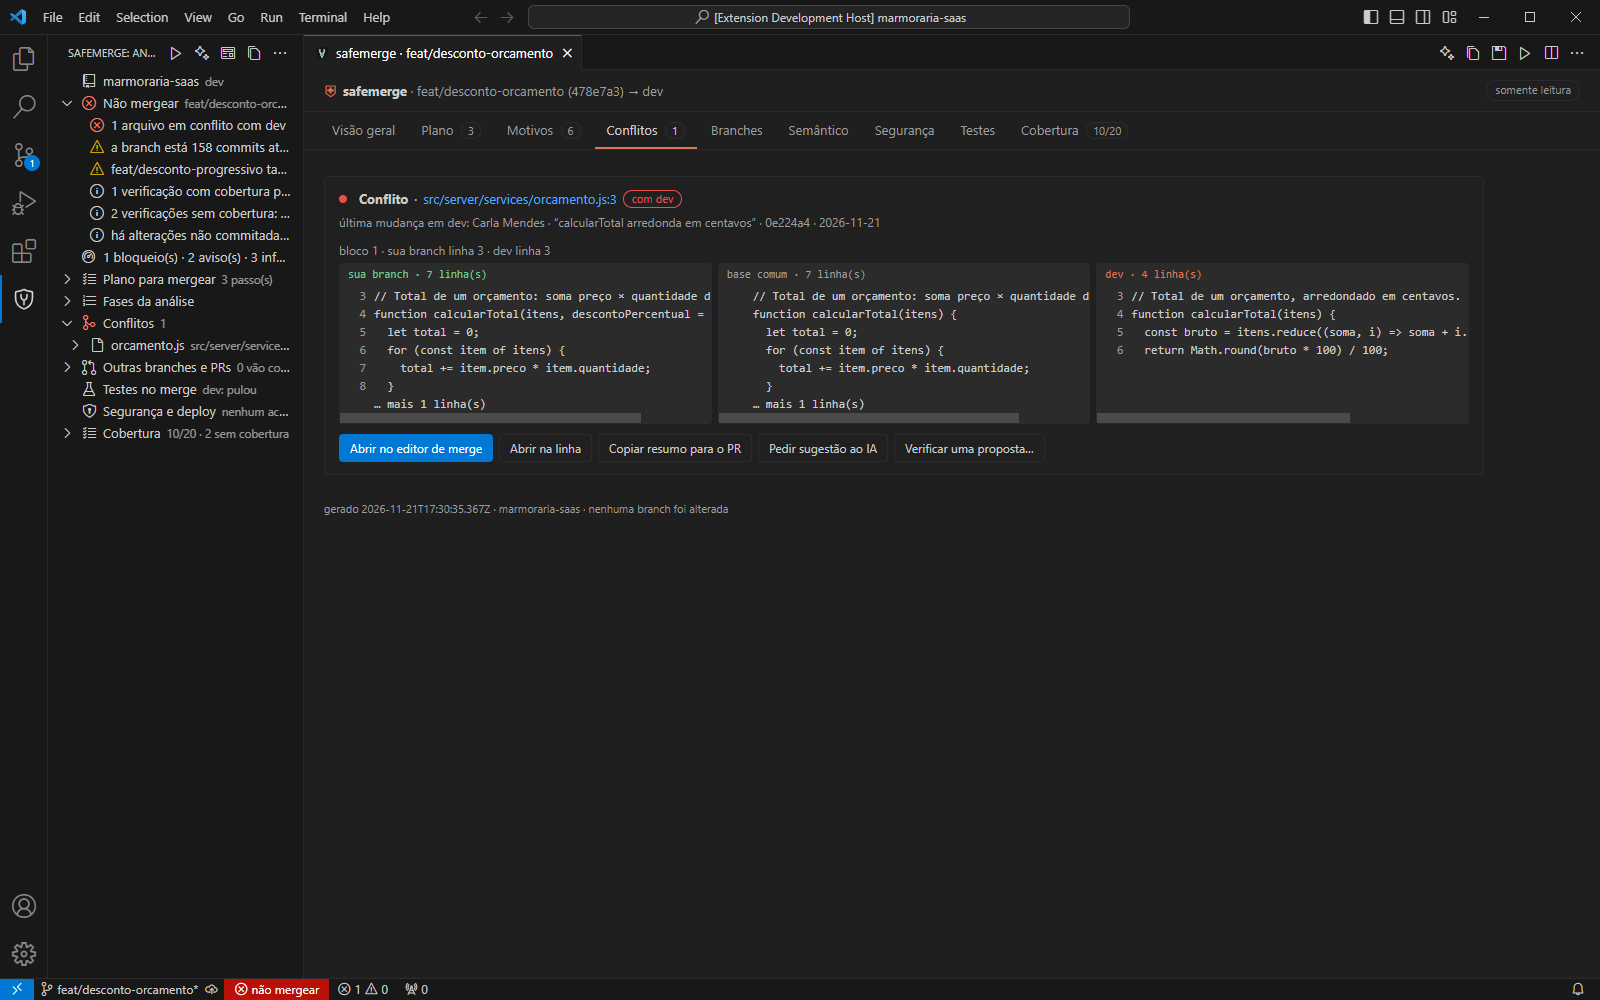 File Edit Selection View Go Run Terminal Help
[Extension Development Host] marmoraria-saas
SAFEMERGE: AN...
marmoraria-saas dev
Não mergear feat/desconto-orc...
1 arquivo em conflito com dev
a branch está 158 commits at...
feat/desconto-progressivo ta...
1 verificação com cobertura p...
2 verificações sem cobertura: ...
há alterações não commitada...
1 bloqueio(s) · 2 aviso(s) · 3 inf...
Plano para mergear 3 passo(s)
Fases da análise
Conflitos 1
orcamento.js src/server/service...
Outras branches e PRs 0 vão co...
Testes no merge dev: pulou
Segurança e deploy nenhum ac...
Cobertura 10/20 · 2 sem cobertura
1
safemerge · feat/desconto-orcamento
safemerge · feat/desconto-orcamento (478e7a3) → dev
somente leitura
Visão geral Plano 3 Motivos 6 Conflitos 1 Branches Semântico Segurança Testes Cobertura 10/20
Conflito · src/server/services/orcamento.js:3 com dev
última mudança em dev: Carla Mendes · “calcularTotal arredonda em centavos” · 0e224a4 · 2026-11-21
bloco 1 · sua branch linha 3 · dev linha 3
sua branch · 7 linha(s)
3 // Total de um orçamento: soma preço × quantidade d
4 function calcularTotal(itens, descontoPercentual =
5 let total = 0;
6 for (const item of itens) {
7 total += item.preco * item.quantidade;
8 }
… mais 1 linha(s)
base comum · 7 linha(s)
// Total de um orçamento: soma preço × quantidade d
function calcularTotal(itens) {
let total = 0;
for (const item of itens) {
total += item.preco * item.quantidade;
}
… mais 1 linha(s)
dev · 4 linha(s)
3 // Total de um orçamento, arredondado em centavos.
4 function calcularTotal(itens) {
5 const bruto = itens.reduce((soma, i) => soma + i.
6 return Math.round(bruto * 100) / 100;
Abrir no editor de merge Abrir na linha Copiar resumo para o PR Pedir sugestão ao IA Verificar uma proposta...
gerado 2026-11-21T17:30:35.367Z · marmoraria-saas · nenhuma branch foi alterada
feat/desconto-orcamento* não mergear 1 0 0